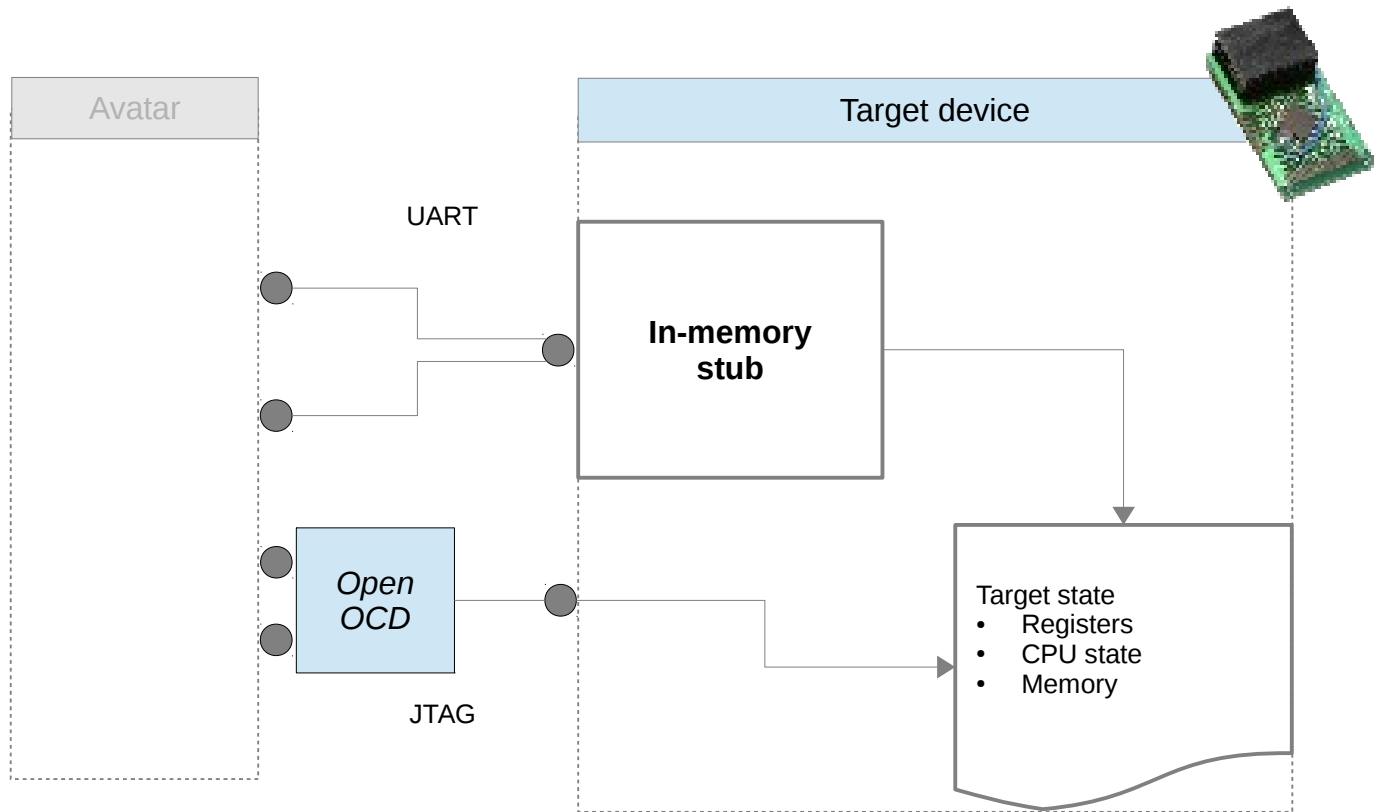 Avatar
Target device
UART
In-memory
stub
Open
OCD
Target state
• Registers
• CPU state
• Memory
JTAG